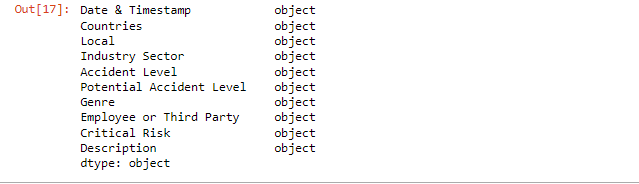 Out[17]: Date & Timestamp object
Countries object
Local object
Industry Sector object
Accident Level object
Potential Accident Level object
Genre object
Employee or Third Party object
Critical Risk object
Description object
dtype: object